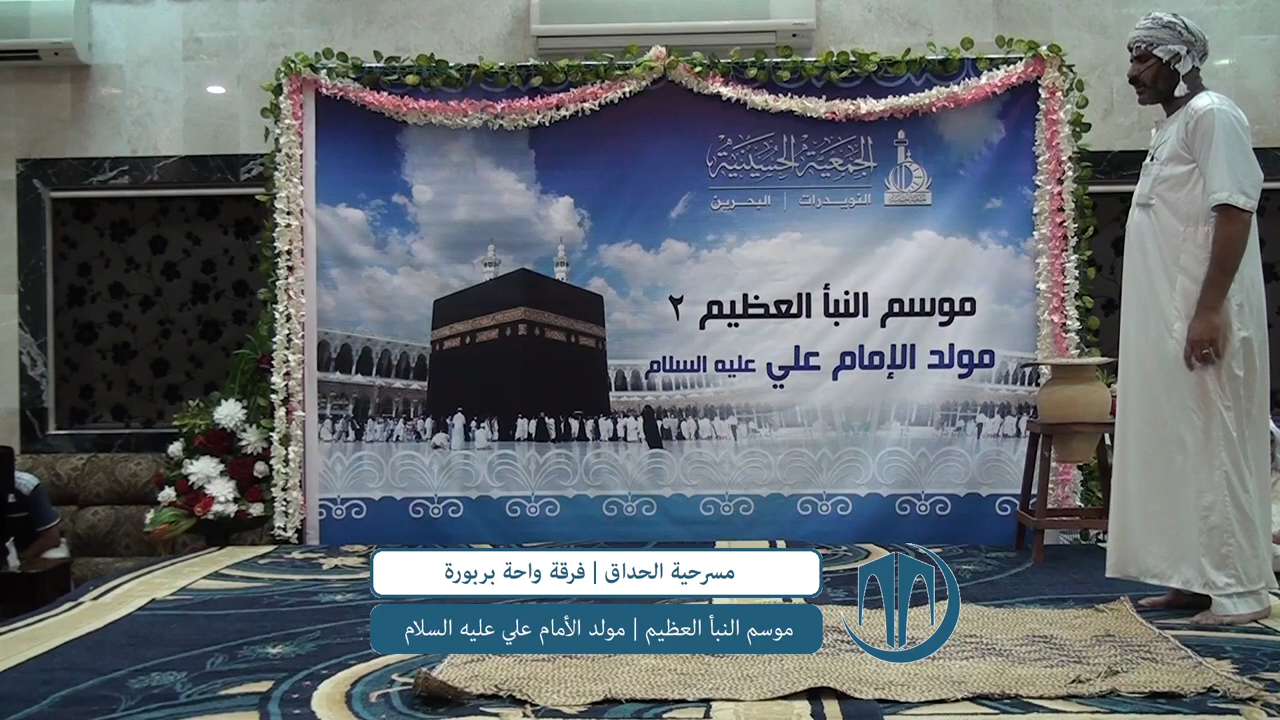 الجمعية الحسينية
النويدرات | البحرين
موسم النبأ العظيم ٢
مولد الإمام علي عليه السلام
مسرحية الحداق | فرقة واحة بربورة
موسم النبأ العظيم | مولد الأمام علي عليه السلام